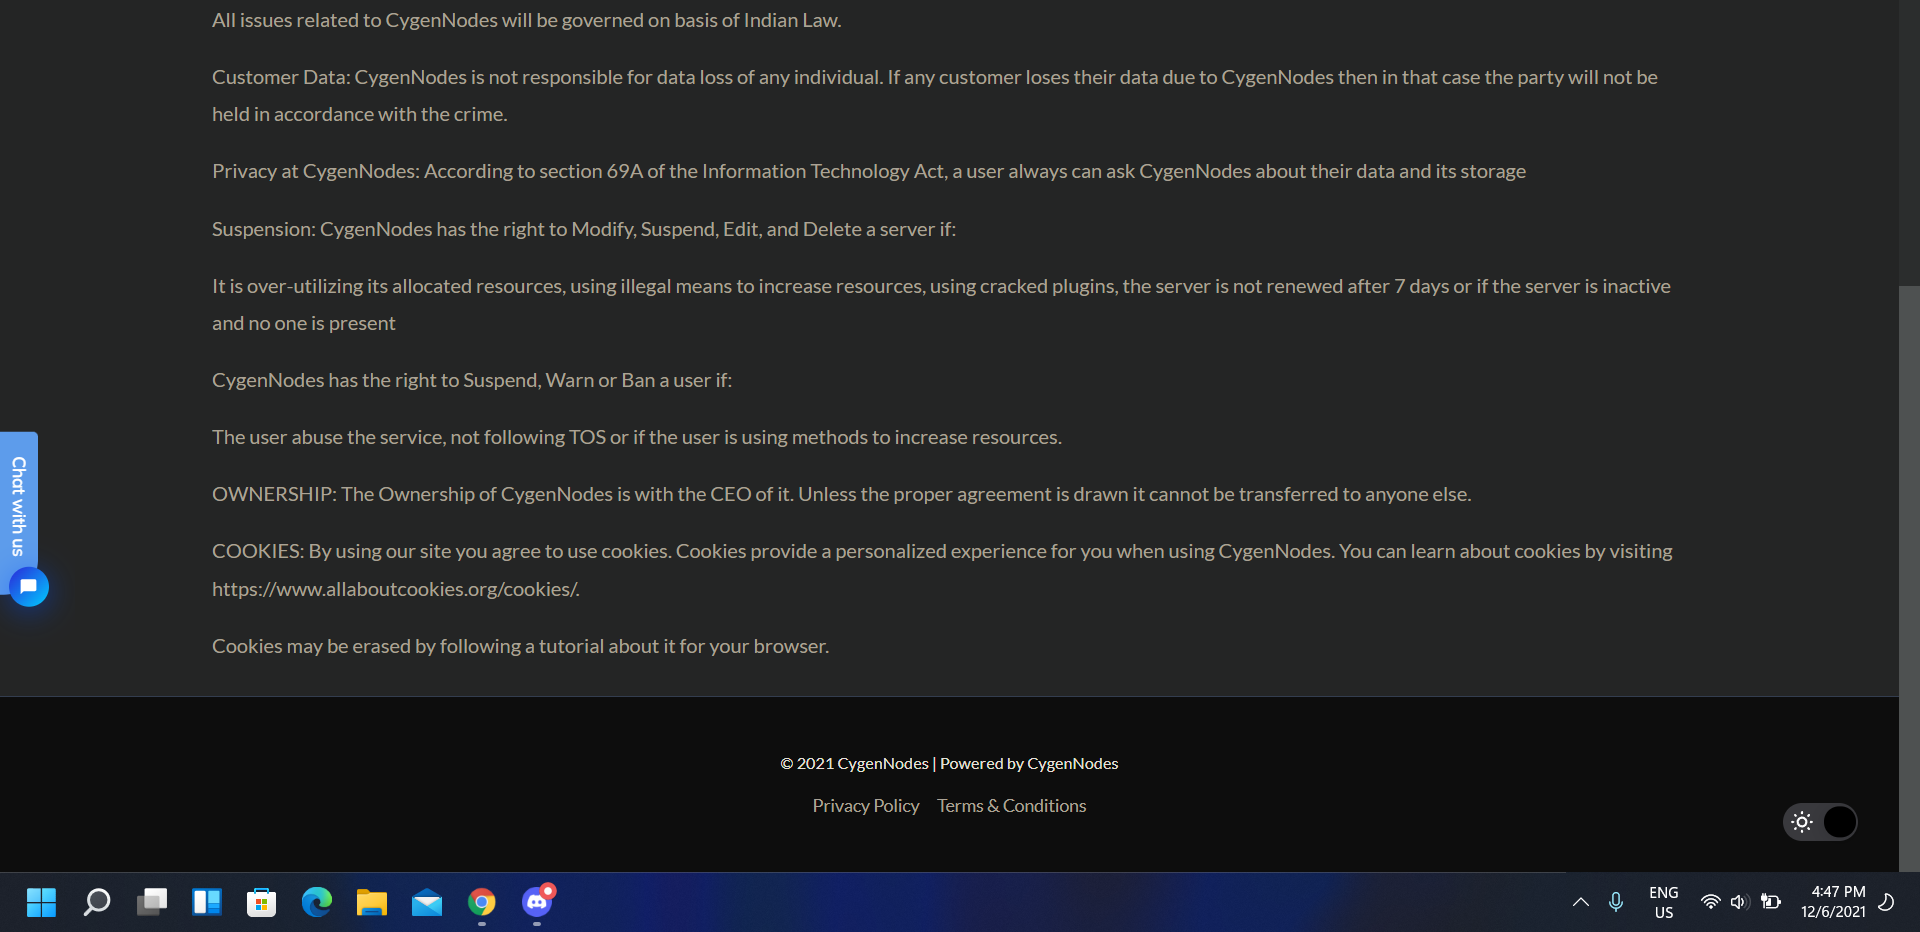 All issues related to CygenNodes will be governed on basis of Indian Law.
Customer Data: CygenNodes is not responsible for data loss of any individual. If any customer loses their data due to CygenNodes then in that case the party will not be
held in accordance with the crime.
Privacy at CygenNodes: According to section 69A of the Information Technology Act, a user always can ask CygenNodes about their data and its storage
Suspension: CygenNodes has the right to Modify, Suspend, Edit, and Delete a server if:
It is over-utilizing its allocated resources, using illegal means to increase resources, using cracked plugins, the server is not renewed after 7 days or if the server is inactive
and no one is present
CygenNodes has the right to Suspend, Warn or Ban a user if:
The user abuse the service, not following TOS or if the user is using methods to increase resources.
OWNERSHIP: The Ownership of CygenNodes is with the CEO of it. Unless the proper agreement is drawn it cannot be transferred to anyone else.
COOKIES: By using our site you agree to use cookies. Cookies provide a personalized experience for you when using CygenNodes. You can learn about cookies by visiting
https://www.allaboutcookies.org/cookies/.
Cookies may be erased by following a tutorial about it for your browser.
Chat with us
© 2021 CygenNodes | Powered by CygenNodes
Privacy Policy Terms & Conditions
ENG
US
4:47 PM
12/6/2021